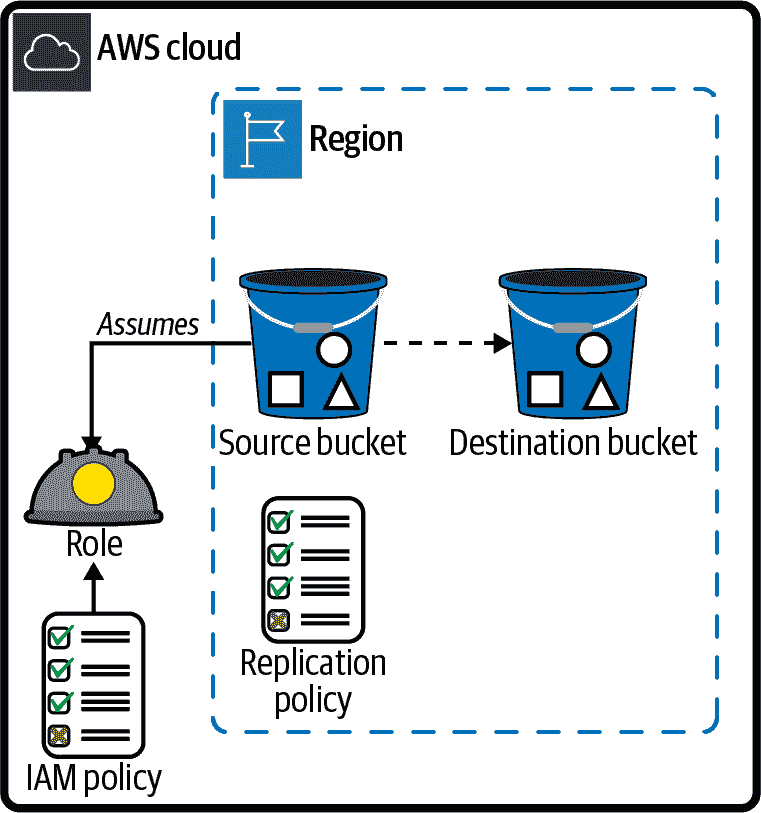 AWS cloud
Region
Assumes
Source bucket
Destination bucket
Role
Replication
policy
IAM policy